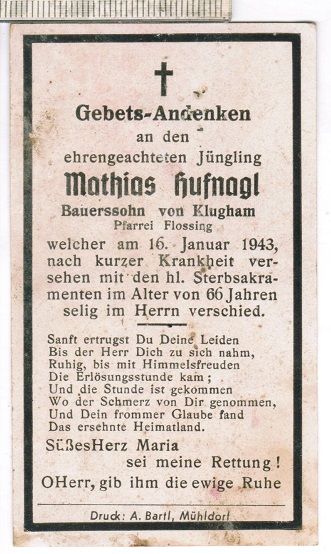 Gebets-Andenken
an den
ehrengeachteten Jüngling
Mathias Hufnagl
Bauerssohn von Klugham
Pfarrei Flossing
welcher am 16. Januar 1943,
nach kurzer Krankheit ver-
sehen mit den hl. Sterbsakra-
menten im Alter von 66 Jahren
selig im Herrn verschied.
Sanft ertrugst Du Deine Leiden
Bis der Herr Dich zu sich nahm,
Ruhig, bis mit Himmelsfreuden
Die Erlösungsstunde kam;
Und die Stunde ist gekommen
Wo der Schmerz von Dir genommen,
Und Dein frommer Glaube fand
Das ersehnte Heimatland.
SüßesHerz Maria
sei meine Rettung!
OHerr, gib ihm die ewige Ruhe
Druck: A. Bartl, Mühldorf